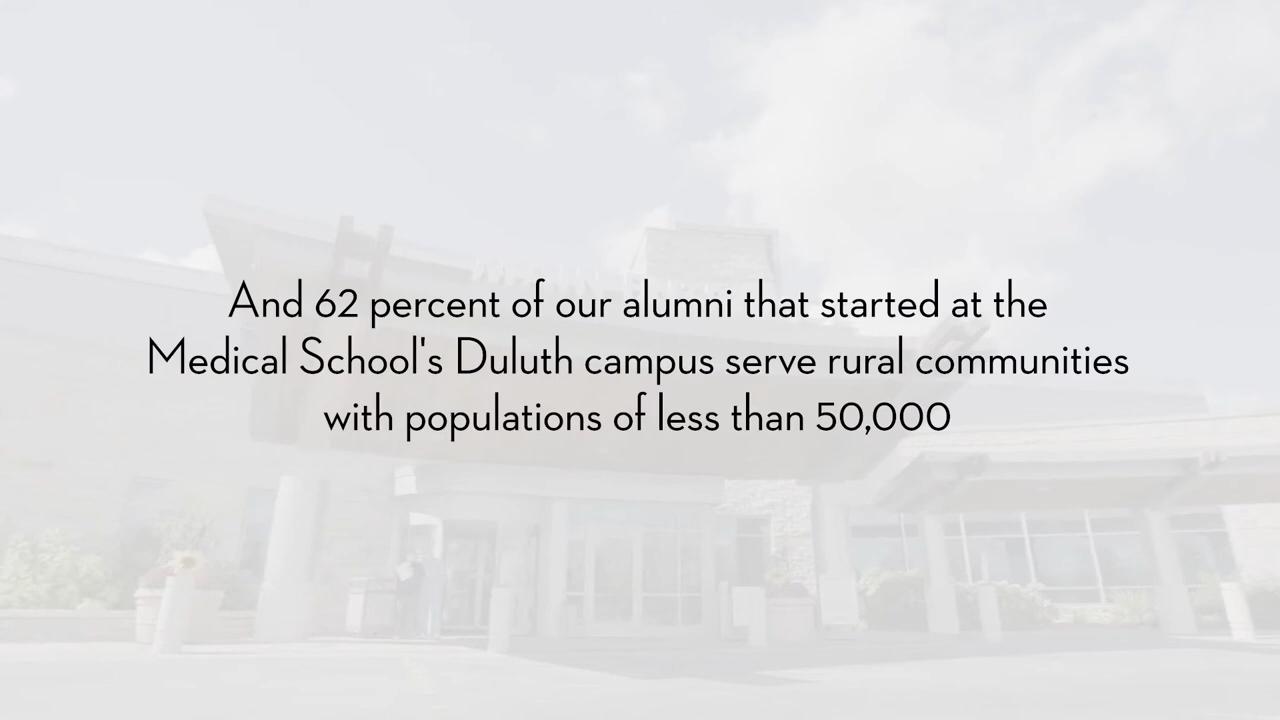 And 62 percent of our alumni that started at the
Medical School's Duluth campus serve rural communities
with populations of less than 50,000